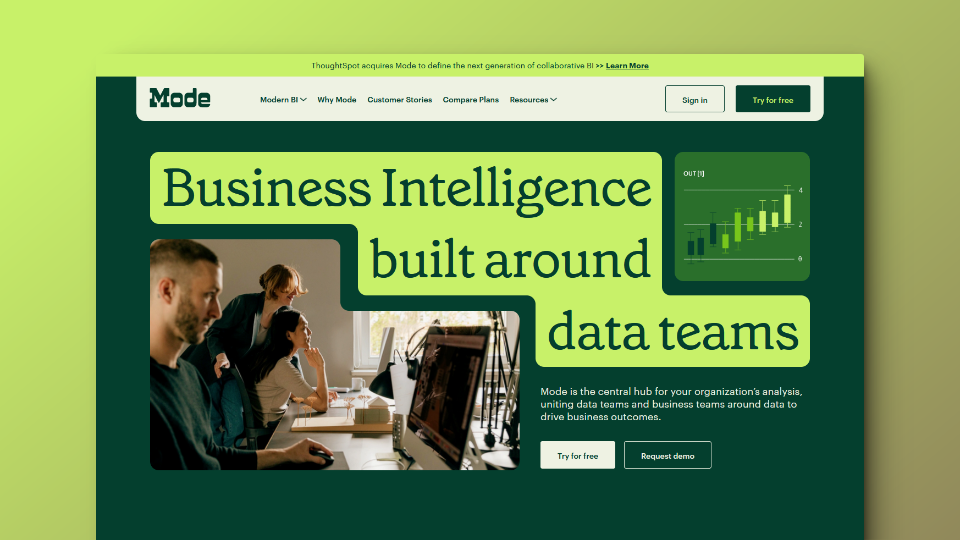 ThoughtSpot acquires Mode to define the next generation of collaborative BI >> Learn More
Mode
Modern BI Why Mode Customer Stories Compare Plans Resources
Sign in
Try for free
Business Intelligence
built around
data teams
OUT[1]
4
2
0
Mode is the central hub for your organization's analysis,
uniting data teams and business teams around data to
drive business outcomes.
Try for free
Request demo